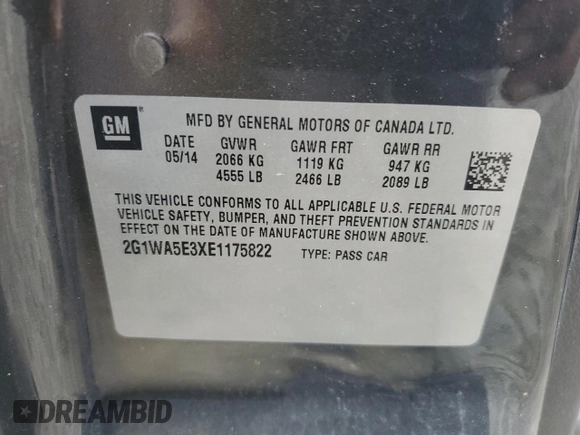 GM ®
MFD BY GENERAL MOTORS OF CANADA LTD.
DATE GVWR GAWR FRT GAWR RR
05/14 2066 KG 1119 KG 947 KG
4555 LB 2466 LB 2089 LB
THIS VEHICLE CONFORMS TO ALL APPLICABLE U.S. FEDERAL MOTOR
VEHICLE SAFETY, BUMPER, AND THEFT PREVENTION STANDARDS IN
EFFECT ON THE DATE OF MANUFACTURE SHOWN ABOVE.
2G1WA5E3XE1175822 TYPE: PASS CAR
DREAMBID